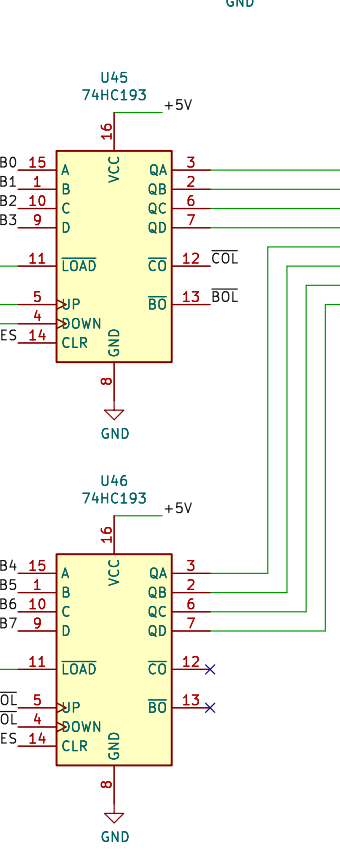 GND
U45
74HC193
+5V
16
VCC
B0 15 A QA 3
B1 1 B QB 2
B2 10 C QC 6
B3 9 D QD 7
11 LOAD CO 12 COL
5 UP BO 13 BOL
4 DOWN
ES 14 CLR
GND
8
GND
U46
74HC193
+5V
16
VCC
B4 15 A QA 3
B5 1 B QB 2
B6 10 C QC 6
B7 9 D QD 7
11 LOAD CO 12
OL 5 UP BO 13
OL 4 DOWN
ES 14 CLR
GND
8
GND